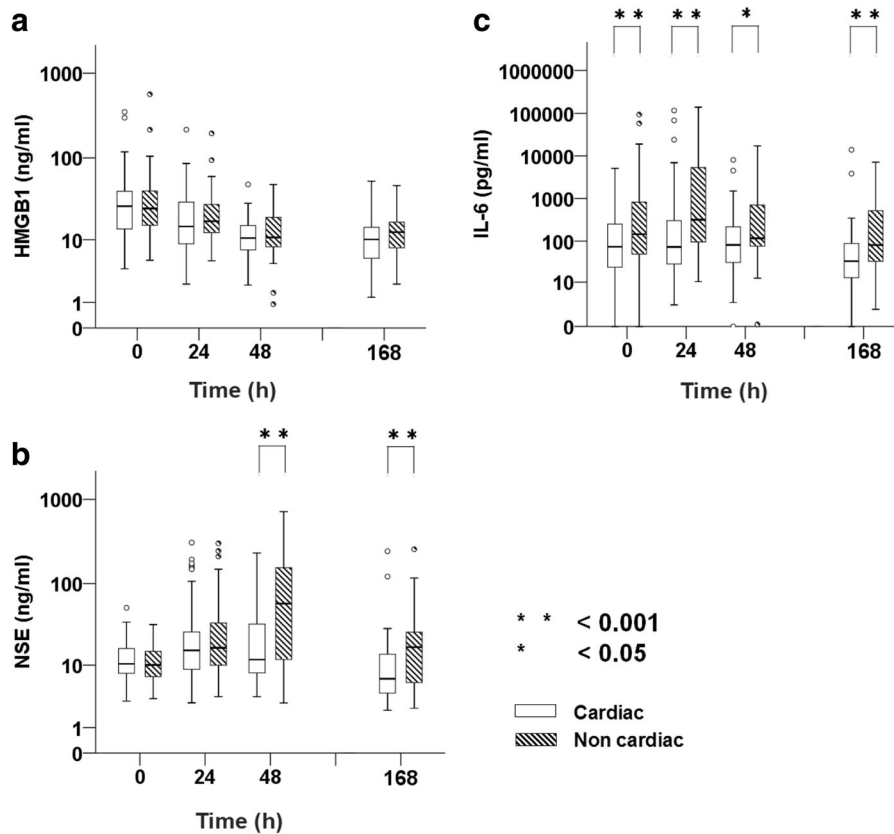 a
HMGB1 (ng/ml)
1000
100
10
1
0
0 24 48 168
Time (h)
c
** ** * **
IL-6 (pg/ml)
1000000
100000
10000
1000
100
10
0
0 24 48 168
Time (h)
b
** **
NSE (ng/ml)
1000
100
10
1
0
0 24 48 168
Time (h)
* * < 0.001
* < 0.05
Cardiac
Non cardiac